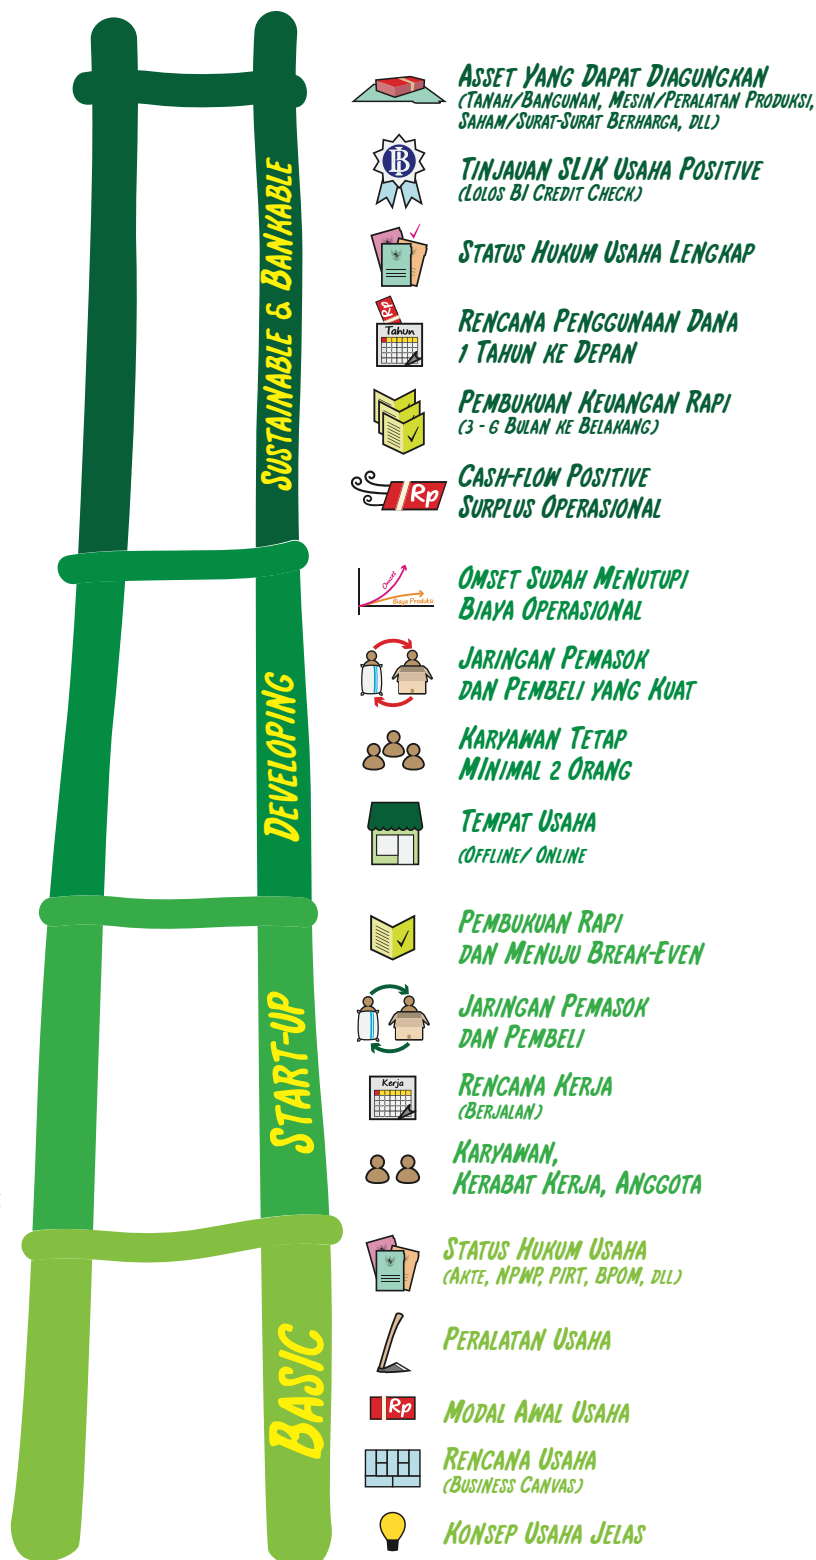 ASSET YANG DAPAT DIAGUNGKAN
(TANAH/BANGUNAN, MESIN/PERALATAN PRODUKSI,
SAHAM/SURAT-SURAT BERHARGA, DLL)
BI
TINJAUAN SLIK USAHA POSITIVE
(LOLOS BI CREDIT CHECK)
STATUS HUKUM USAHA LENGKAP
Rp
Tahun
RENCANA PENGGUNAAN DANA
1 TAHUN KE DEPAN
PEMBUKUAN KEUANGAN RAPI
(3 - 6 BULAN KE BELAKANG)
Rp
CASH-FLOW POSITIVE
SURPLUS OPERASIONAL
SUSTAINABLE & BANKABLE
Omset
Biaya Produksi
OMSET SUDAH MENUTUPI
BIAYA OPERASIONAL
JARINGAN PEMASOK
DAN PEMBELI YANG KUAT
KARYAWAN TETAP
MINIMAL 2 ORANG
TEMPAT USAHA
(OFFLINE/ ONLINE
DEVELOPING
PEMBUKUAN RAPI
DAN MENUJU BREAK-EVEN
JARINGAN PEMASOK
DAN PEMBELI
Kerja
RENCANA KERJA
(BERJALAN)
KARYAWAN,
KERABAT KERJA, ANGGOTA
START-UP
STATUS HUKUM USAHA
(AKTE, NPWP, PIRT, BPOM, DLL)
PERALATAN USAHA
Rp
MODAL AWAL USAHA
RENCANA USAHA
(BUSINESS CANVAS)
KONSEP USAHA JELAS
BASIC